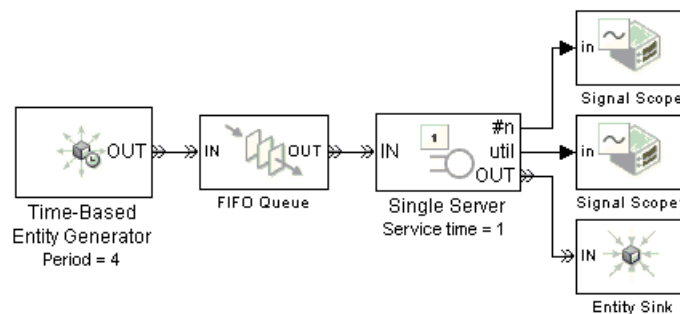 in
Signal Scope
#n
OUT
IN
OUT
IN
1
util
OUT
in
Time-Based
Entity Generator
Period = 4
FIFO Queue
Single Server
Service time = 1
Signal Scope1
IN
Entity Sink